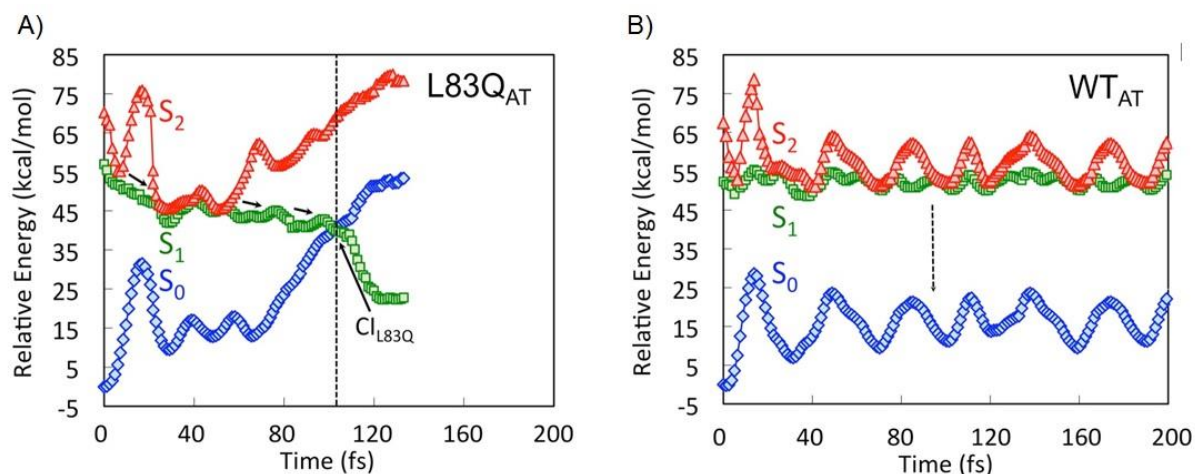 A)
Relative Energy (kcal/mol)
85
75
65
55
45
35
25
15
5
-5
L83QAT
S2
S1
S0
CIL83Q
0 40 80 120 160 200
Time (fs)
B)
Relative Energy (kcal/mol)
85
75
65
55
45
35
25
15
5
-5
WTAT
S2
S1
S0
0 40 80 120 160 200
Time (fs)